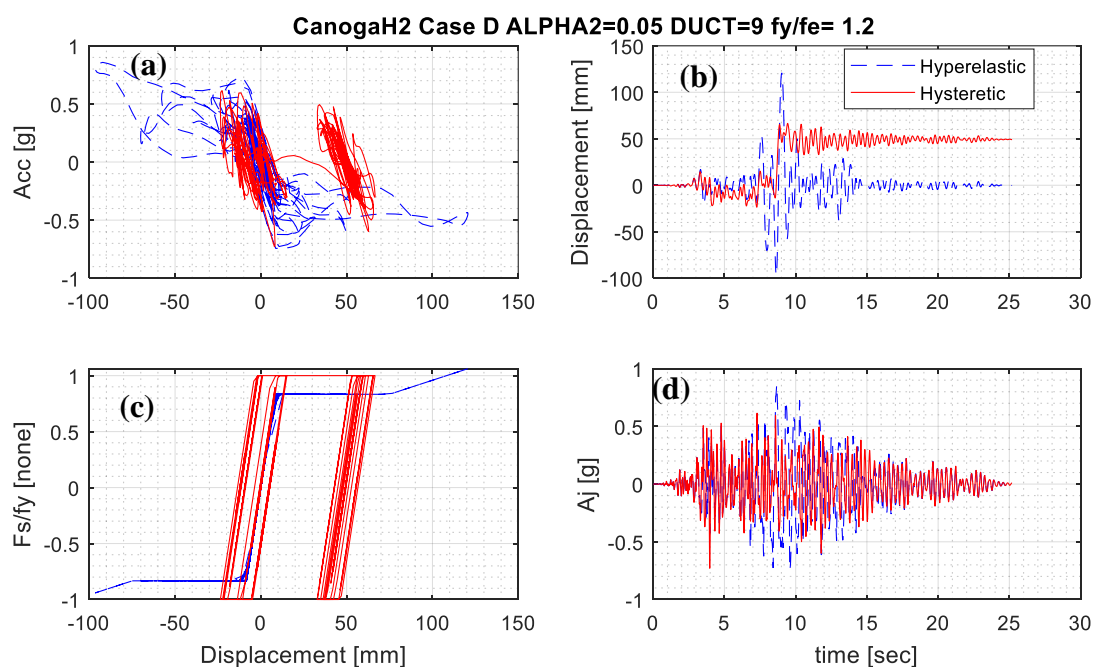 CanogaH2 Case D ALPHA2=0.05 DUCT=9 fy/fe= 1.2
(a)
Acc [g]
1
0.5
0
-0.5
-1
-100 -50 0 50 100 150
(b)
Hyperelastic
Hysteretic
Displacement [mm]
150
100
50
0
-50
-100
0 5 10 15 20 25 30
(c)
Fs/fy [none]
1
0.5
0
-0.5
-1
-100 -50 0 50 100 150
Displacement [mm]
(d)
Aj [g]
1
0.5
0
-0.5
-1
0 5 10 15 20 25 30
time [sec]